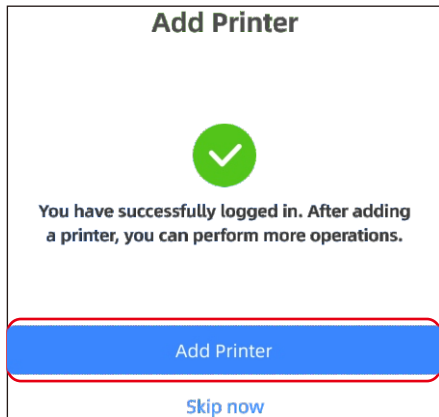 Add Printer
You have successfully logged in. After adding
a printer, you can perform more operations.
Add Printer
Skip now